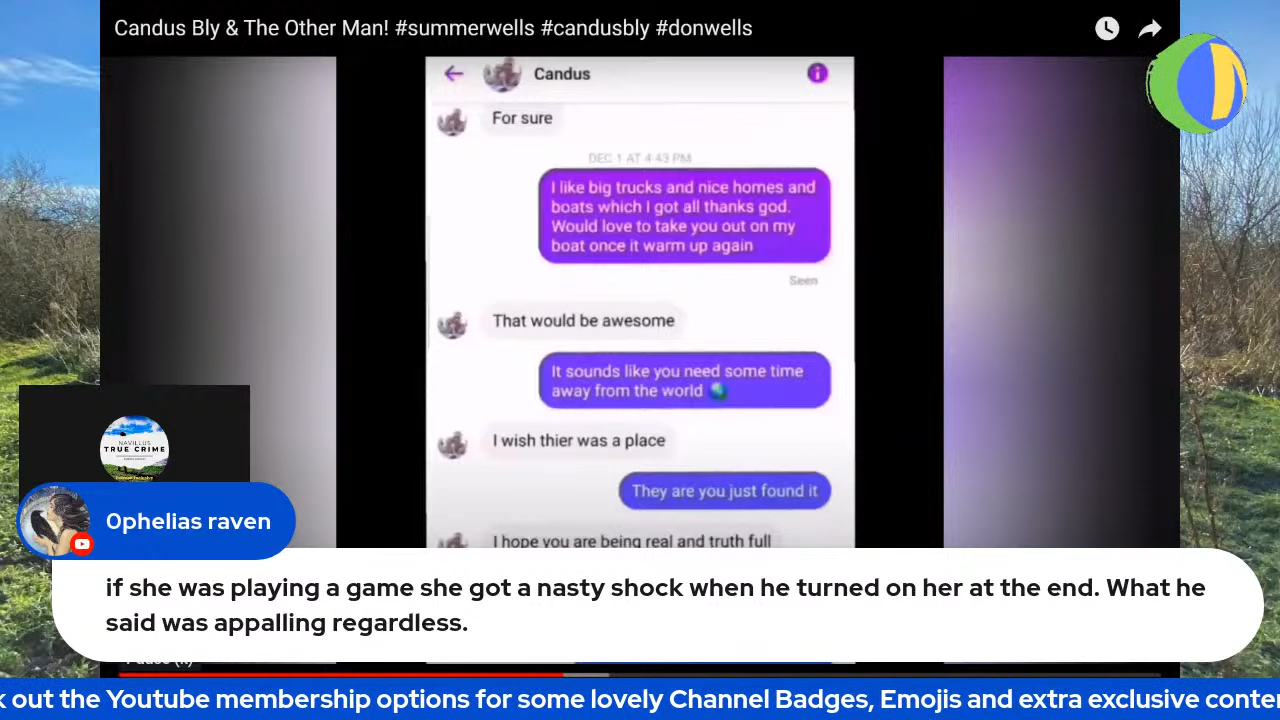 Candus Bly & The Other Man! #summerwells #candusbly #donwells
Candus
For sure
DEC 1 AT 4:43 PM
I like big trucks and nice homes and
boats which I got all thanks god.
Would love to take you out on my
boat once it warm up again
Seen
That would be awesome
It sounds like you need some time
away from the world
I wish thier was a place
They are you just found it
I hope you are being real and truth full
NAVILLUS
TRUE CRIME
Ophelias raven
if she was playing a game she got a nasty shock when he turned on her at the end. What he
said was appalling regardless.
k out the Youtube membership options for some lovely Channel Badges, Emojis and extra exclusive conten